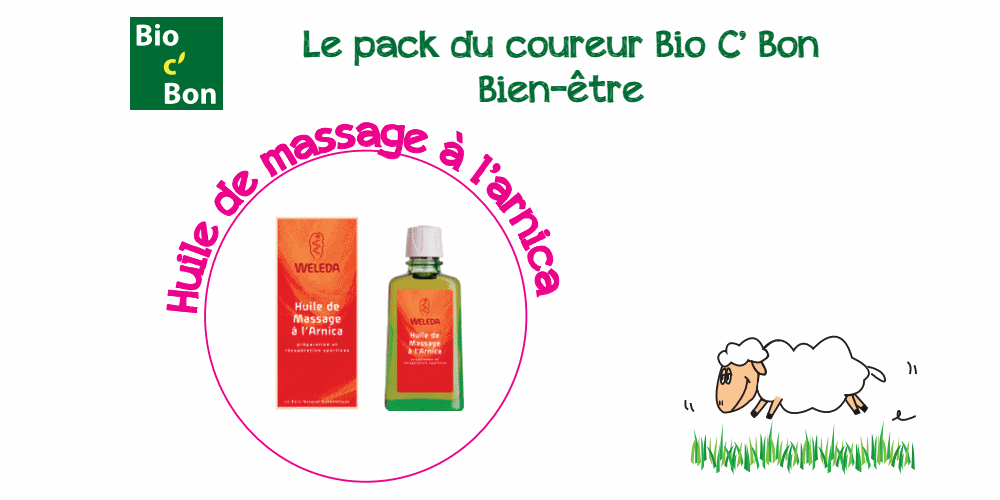 Bio
c'
Bon
Le pack du coureur Bio C' Bon
Bien-être
Huile de massage à l'arnica
WELEDA
Huile de
Massage
à l'Arnica
préparation et
récupération sportives
WELEDA
Huile de
Massage
à l'Arnica
préparation et
récupération sportives